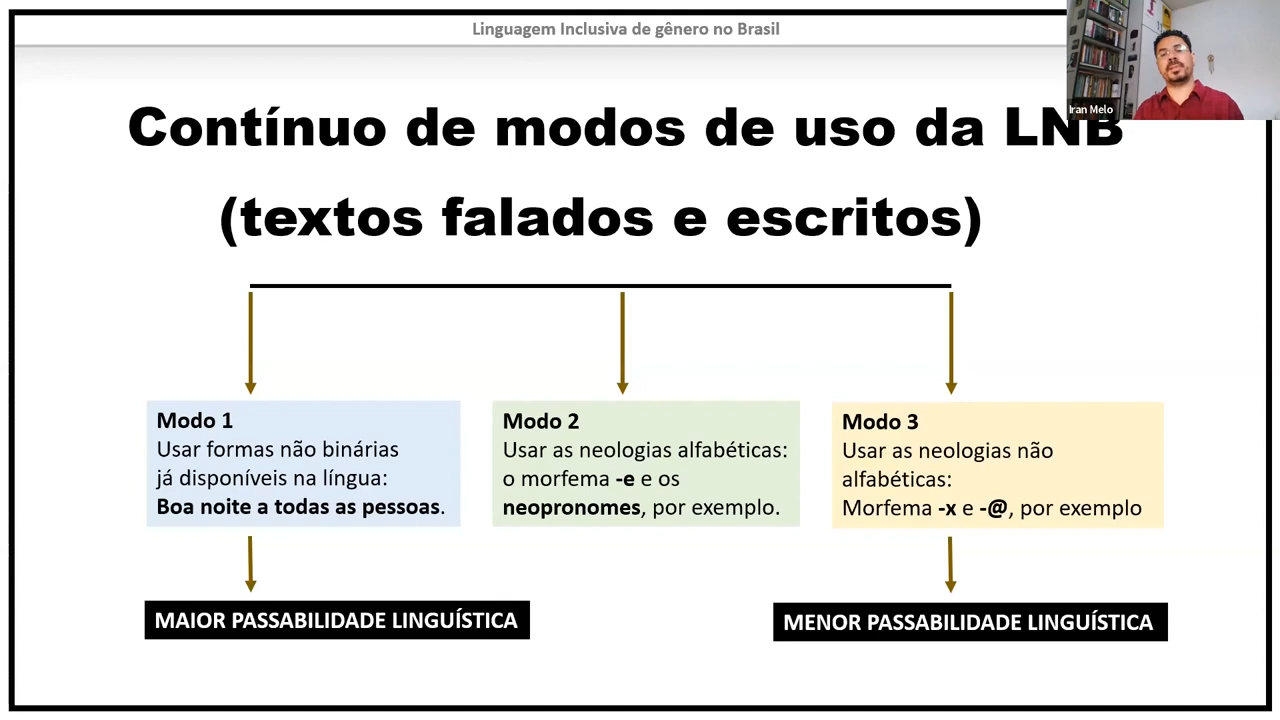 Linguagem Inclusiva de gênero no Brasil
Iran Melo
Contínuo de modos de uso da LNB
(textos falados e escritos)
Modo 1
Usar formas não binárias
já disponíveis na língua:
Boa noite a todas as pessoas.
Modo 2
Usar as neologias alfabéticas:
o morfema -e e os
neopronomes, por exemplo.
Modo 3
Usar as neologias não
alfabéticas:
Morfema -x e -@, por exemplo
MAIOR PASSABILIDADE LINGUÍSTICA
MENOR PASSABILIDADE LINGUÍSTICA